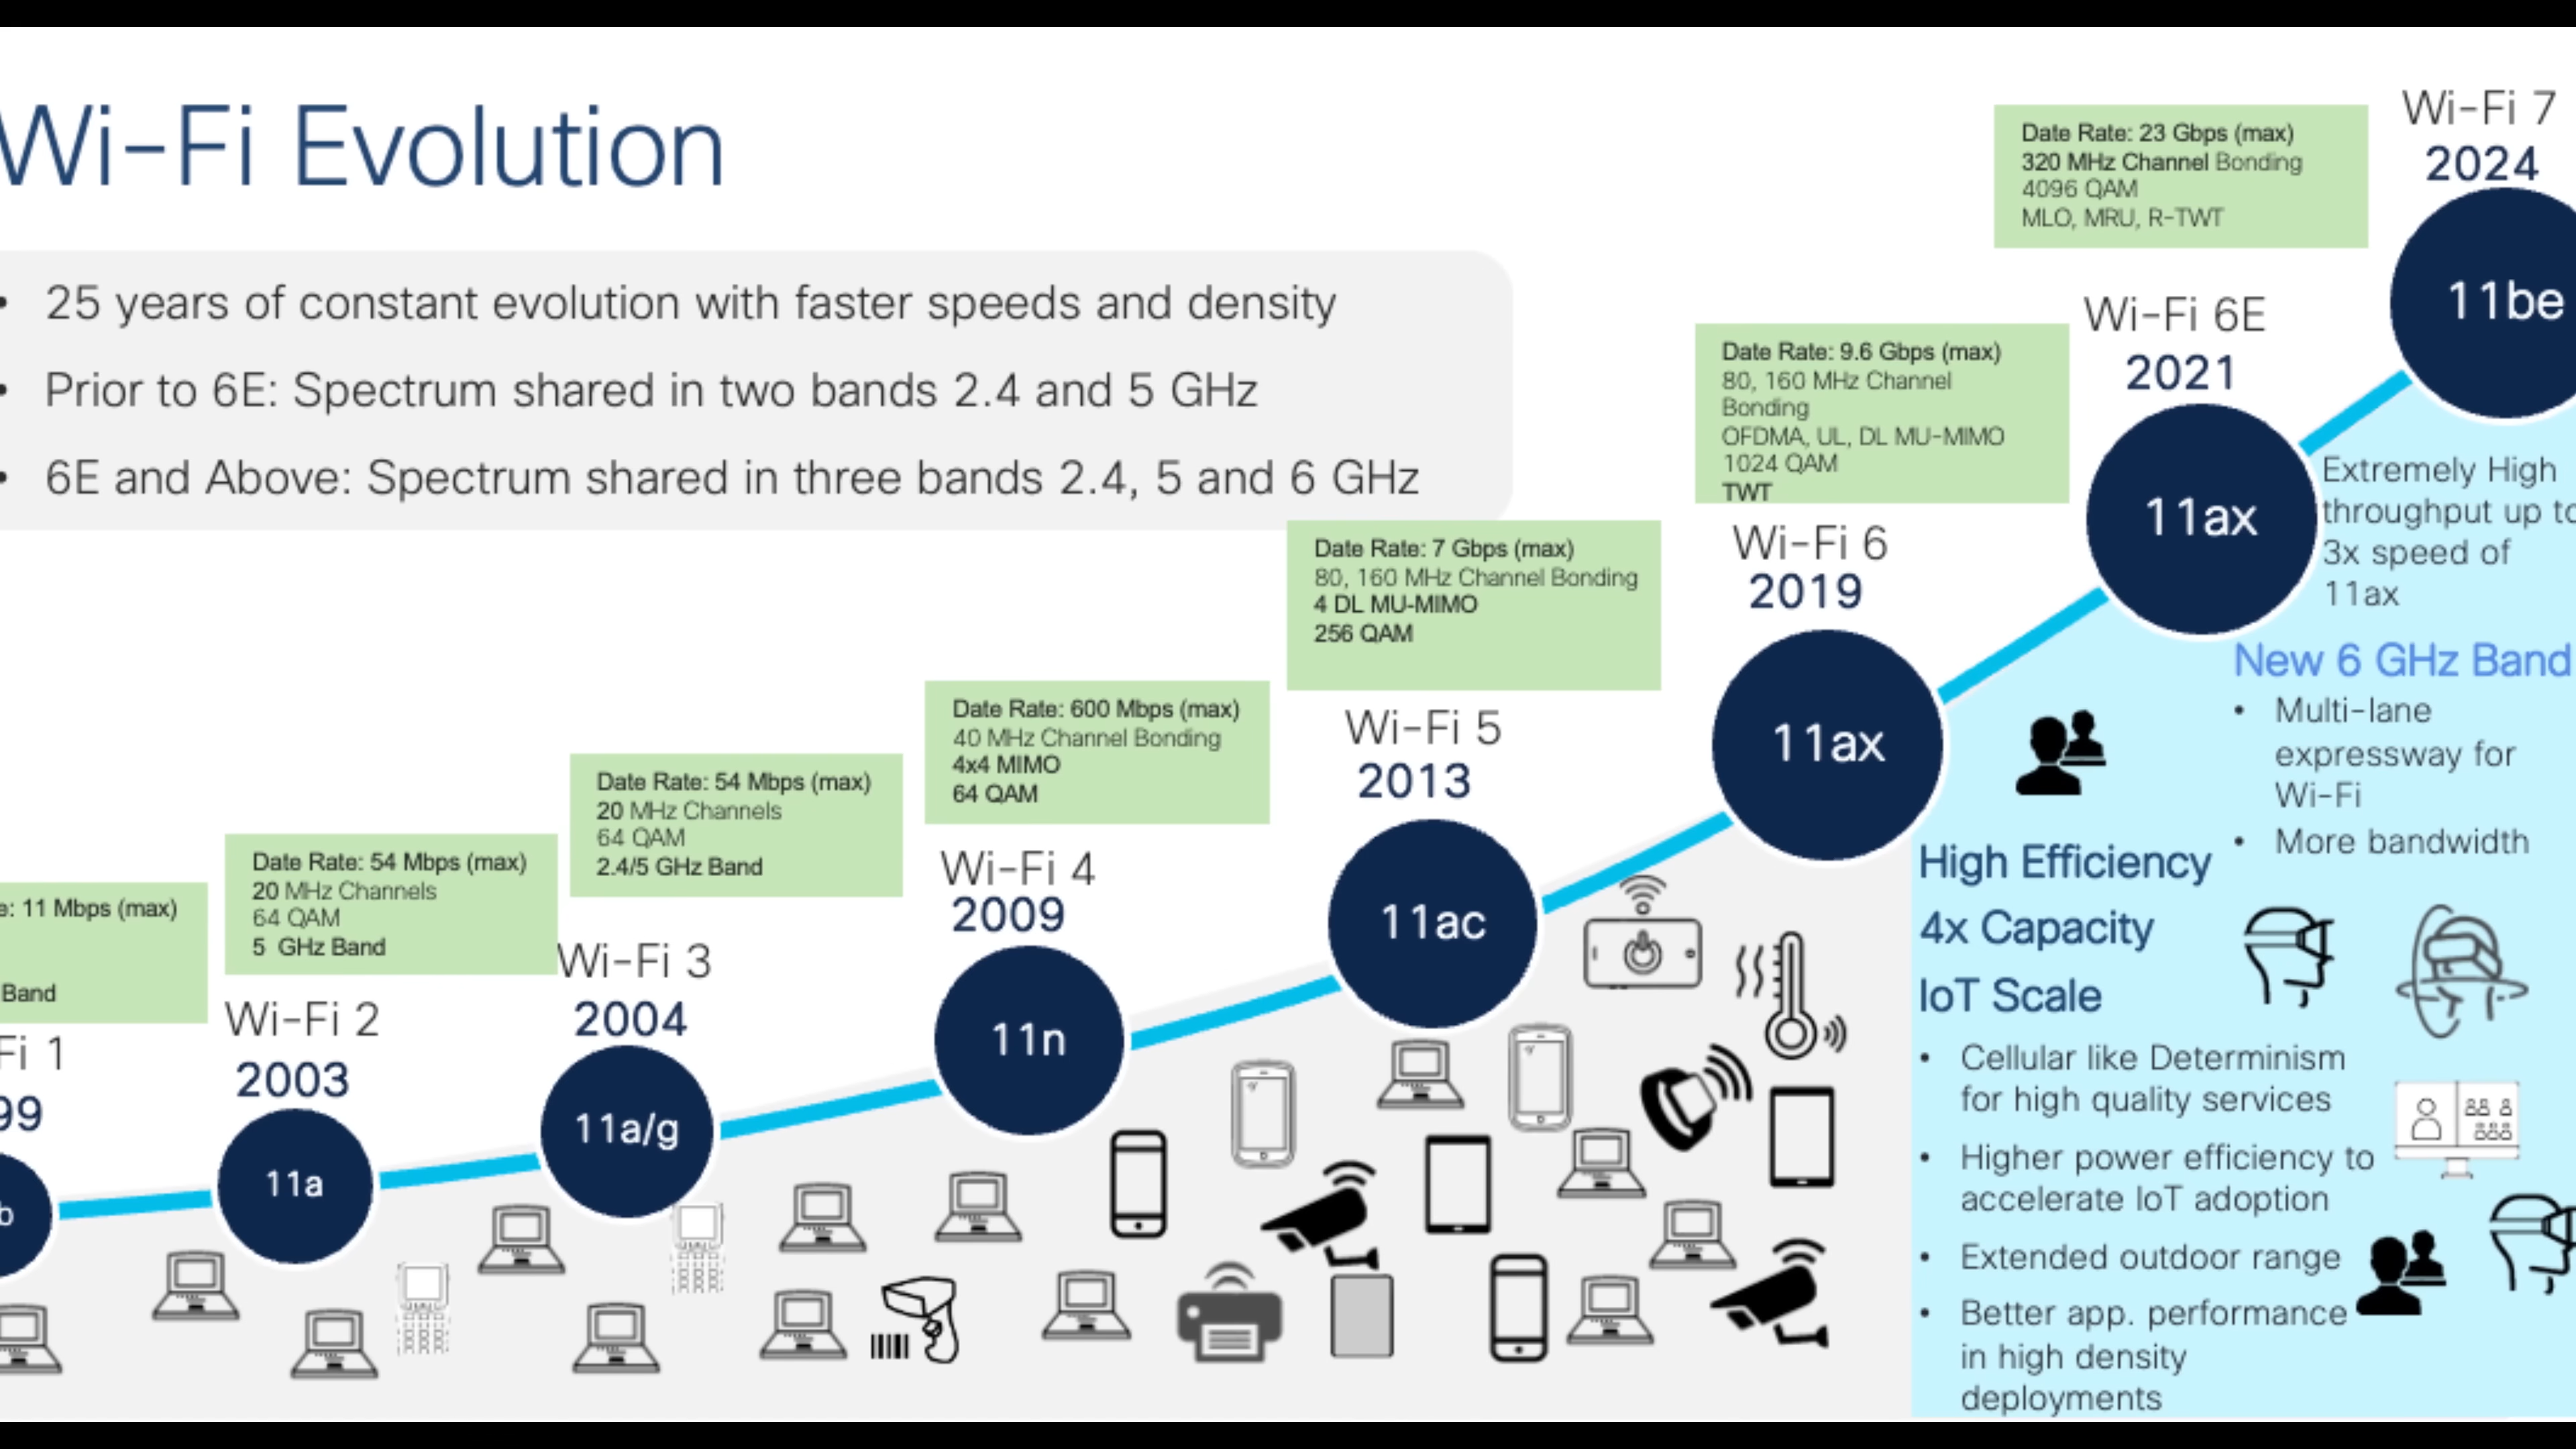 Wi-Fi Evolution
• 25 years of constant evolution with faster speeds and density
• Prior to 6E: Spectrum shared in two bands 2.4 and 5 GHz
• 6E and Above: Spectrum shared in three bands 2.4, 5 and 6 GHz
e: 11 Mbps (max)
Band
Fi 1
99
b
Date Rate: 54 Mbps (max)
20 MHz Channels
64 QAM
5 GHz Band
Wi-Fi 2
2003
11a
Date Rate: 54 Mbps (max)
20 MHz Channels
64 QAM
2.4/5 GHz Band
Wi-Fi 3
2004
11a/g
Date Rate: 600 Mbps (max)
40 MHz Channel Bonding
4x4 MIMO
64 QAM
Wi-Fi 4
2009
11n
Date Rate: 7 Gbps (max)
80, 160 MHz Channel Bonding
4 DL MU-MIMO
256 QAM
Wi-Fi 5
2013
11ac
Date Rate: 9.6 Gbps (max)
80, 160 MHz Channel
Bonding
OFDMA, UL, DL MU-MIMO
1024 QAM
TWT
Wi-Fi 6
2019
11ax
Wi-Fi 6E
2021
11ax
Date Rate: 23 Gbps (max)
320 MHz Channel Bonding
4096 QAM
MLO, MRU, R-TWT
Wi-Fi 7
2024
11be
Extremely High
throughput up to
3x speed of
11ax
New 6 GHz Band
• Multi-lane
expressway for
Wi-Fi
• More bandwidth
High Efficiency
4x Capacity
IoT Scale
• Cellular like Determinism
for high quality services
• Higher power efficiency to
accelerate IoT adoption
• Extended outdoor range
• Better app. performance
in high density
deployments